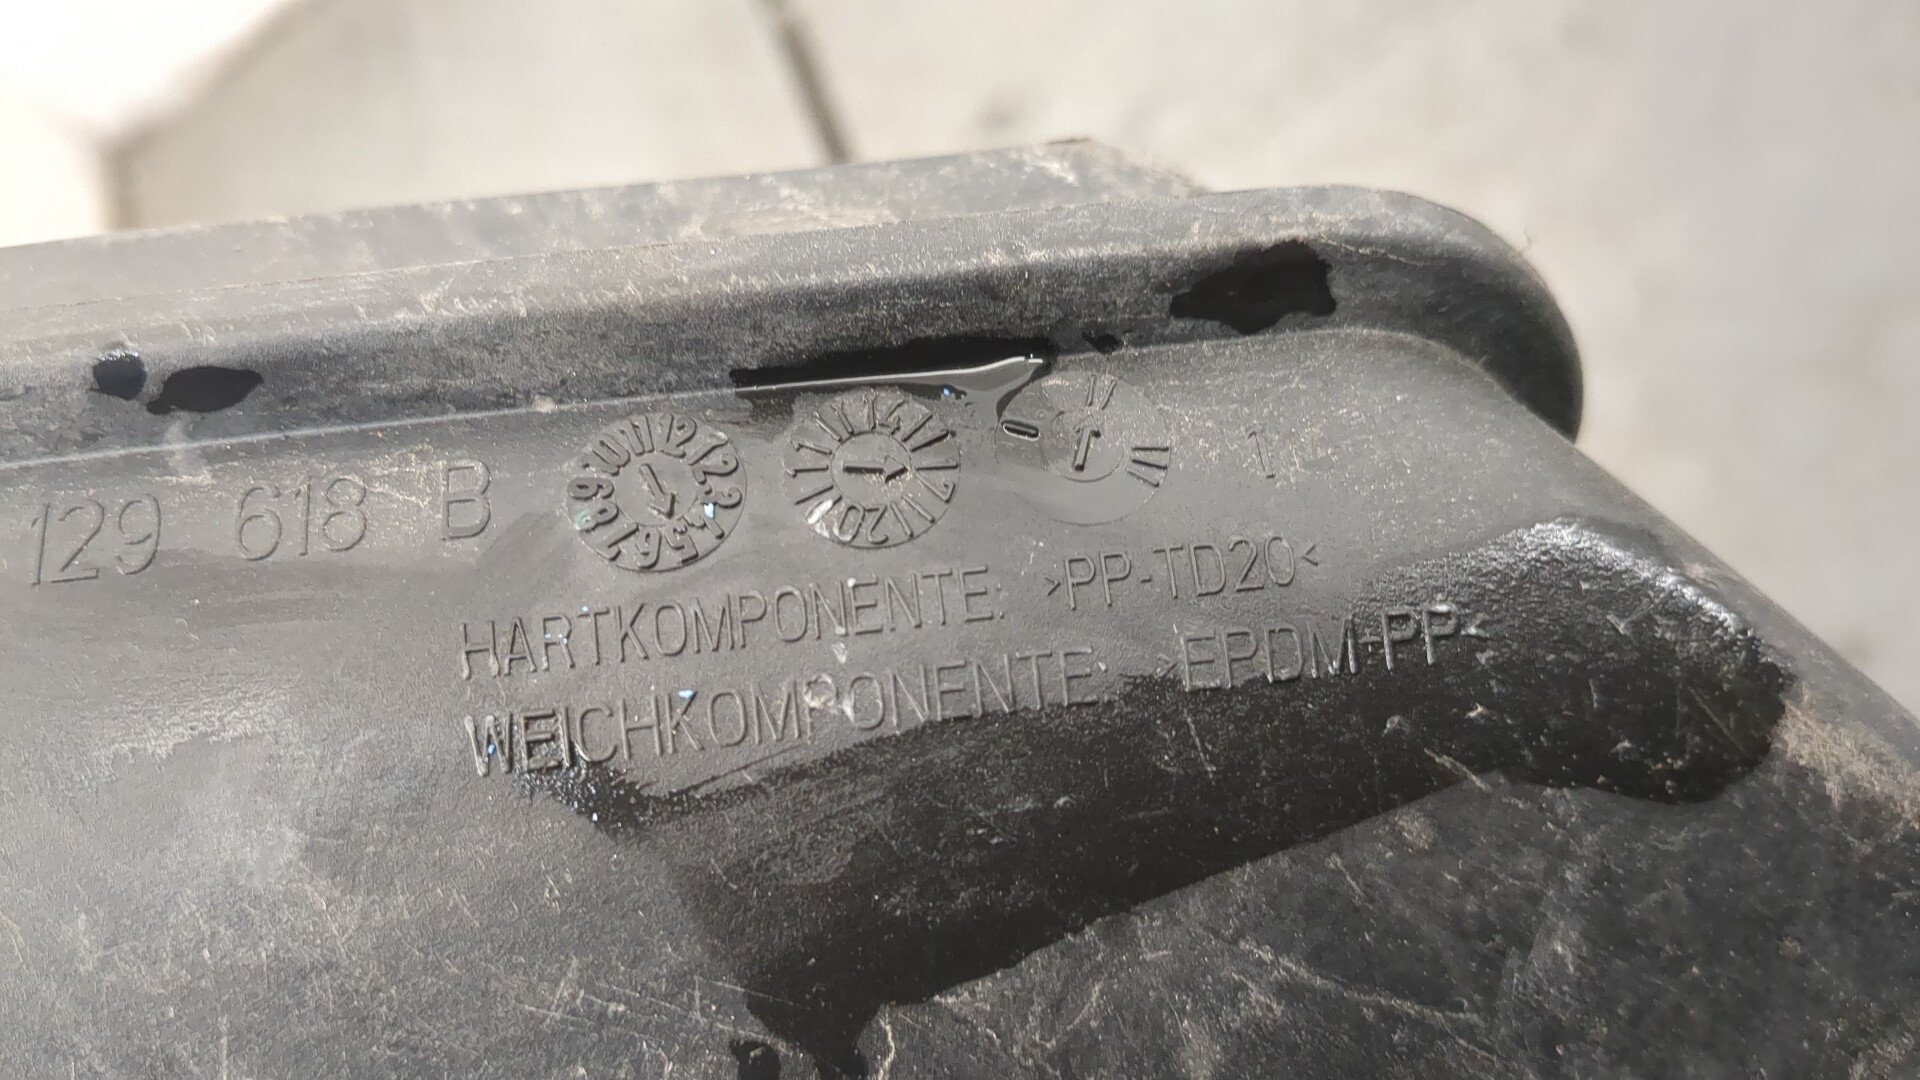 129 618 B 1
HARTKOMPONENTE: >PP-TD20<
WEICHKOMPONENTE: >EPDM+PP<